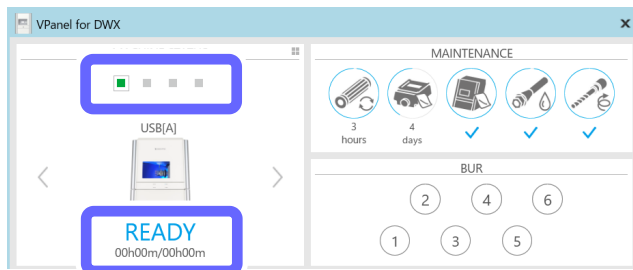 VPanel for DWX
USB[A]
READY
00h00m/00h00m
MAINTENANCE
3
hours
4
days
BUR
2 4 6
1 3 5